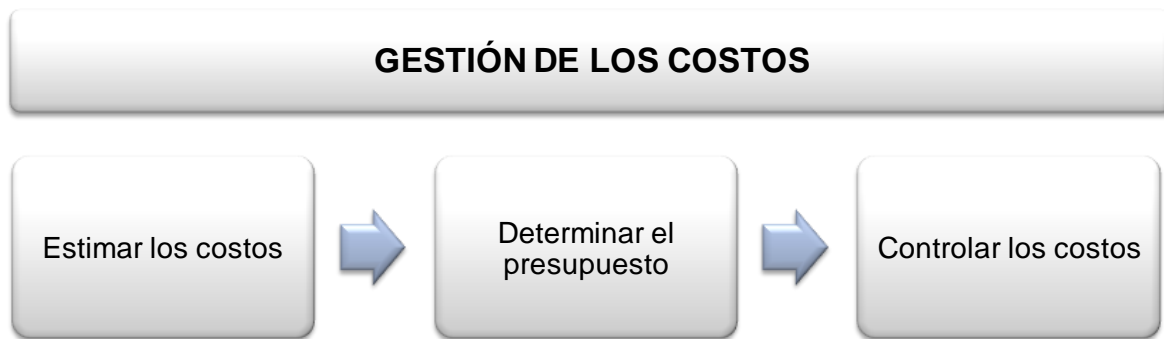 GESTIÓN DE LOS COSTOS
Estimar los costos
Determinar el
presupuesto
Controlar los costos